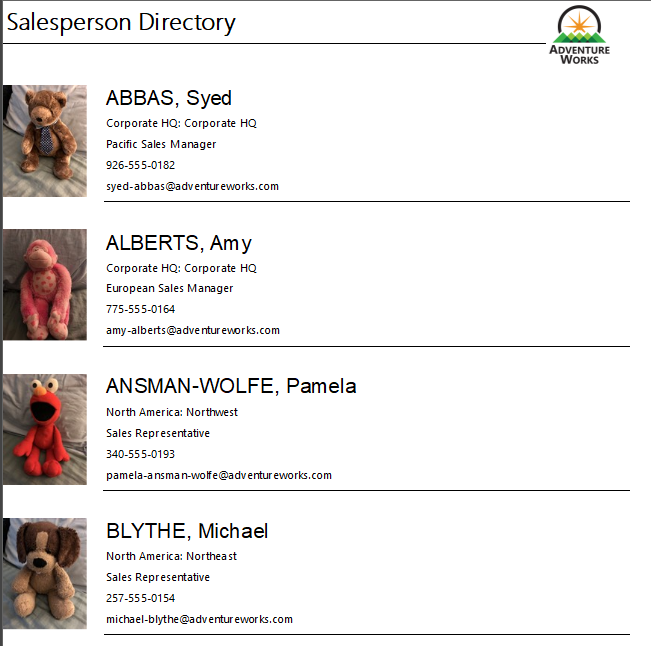 Salesperson Directory
ADVENTURE
WORKS
ABBAS, Syed
Corporate HQ: Corporate HQ
Pacific Sales Manager
926-555-0182
syed-abbas@adventureworks.com
ALBERTS, Amy
Corporate HQ: Corporate HQ
European Sales Manager
775-555-0164
amy-alberts@adventureworks.com
ANSMAN-WOLFE, Pamela
North America: Northwest
Sales Representative
340-555-0193
pamela-ansman-wolfe@adventureworks.com
BLYTHE, Michael
North America: Northeast
Sales Representative
257-555-0154
michael-blythe@adventureworks.com